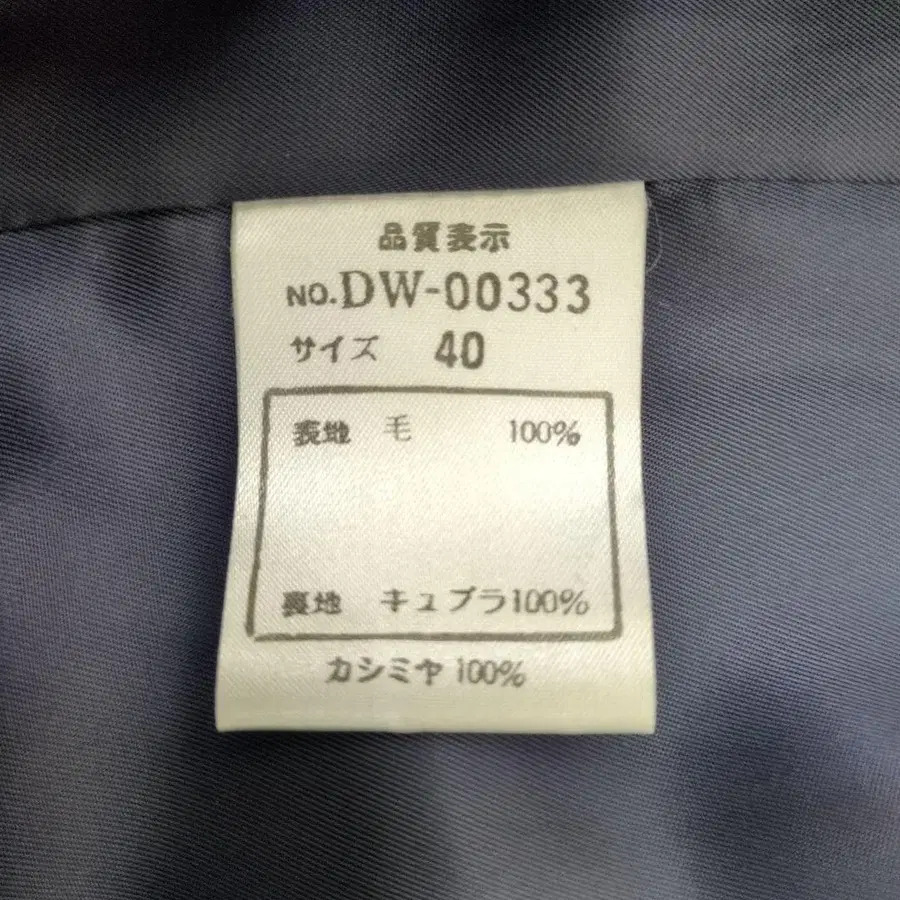 品質表示
NO.DW-00333
サイズ 40
表地 毛 100%
裏地 キュプラ100%
カシミヤ 100%